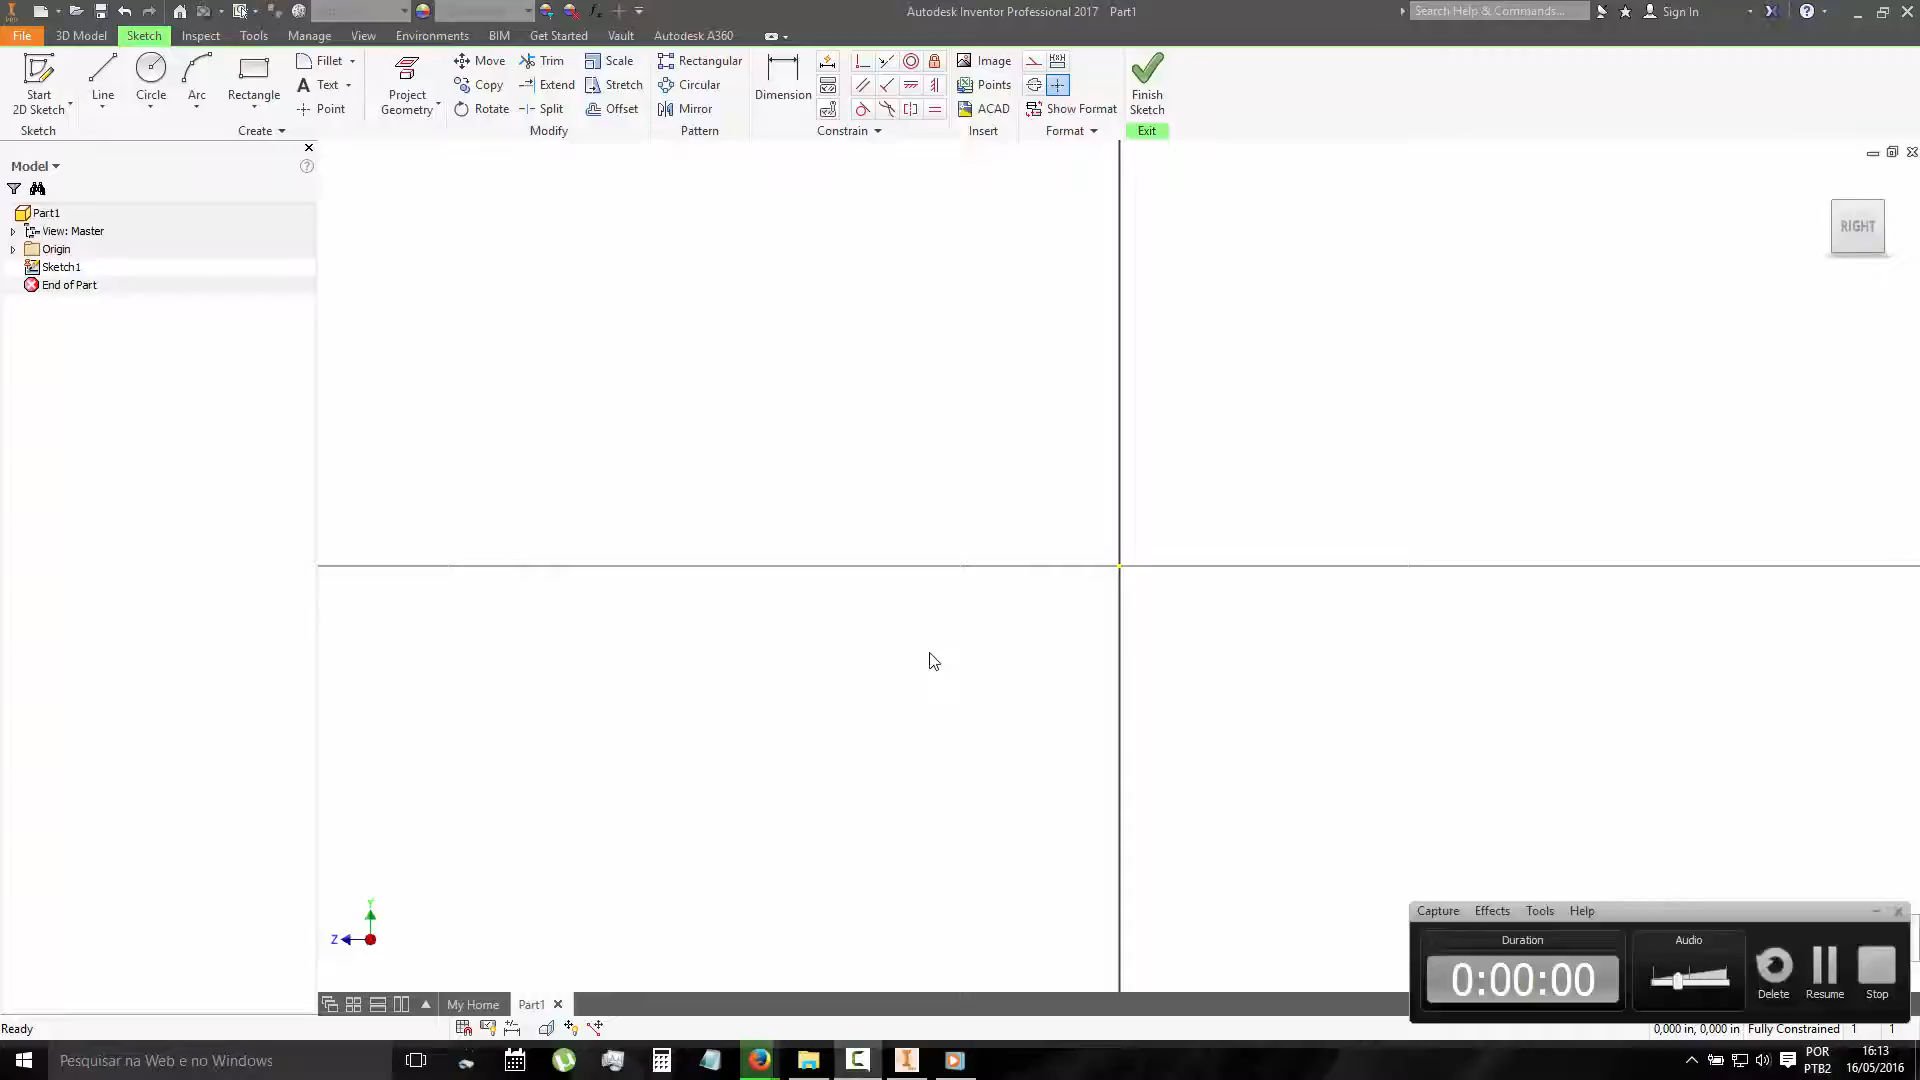 Autodesk Inventor Professional 2017 Part1
Search Help & Commands...
Sign In
File 3D Model Sketch Inspect Tools Manage View Environments BIM Get Started Vault Autodesk A360
Start 2D Sketch
Line
Circle
Arc
Rectangle
Fillet
Text
Point
Project Geometry
Move
Copy
Rotate
Trim
Extend
Split
Scale
Stretch
Offset
Rectangular
Circular
Mirror
Dimension
Image
Points
ACAD
Show Format
Finish Sketch
Sketch Create Modify Pattern Constrain Insert Format Exit
Model
Part1
View: Master
Origin
Sketch1
End of Part
RIGHT
Y
Z
Capture Effects Tools Help
Duration
0:00:00
Audio
Delete Resume Stop
My Home Part1
Ready
0,000 in, 0,000 in Fully Constrained 1 1
Pesquisar na Web e no Windows
POR
PTB2
16:13
16/05/2016